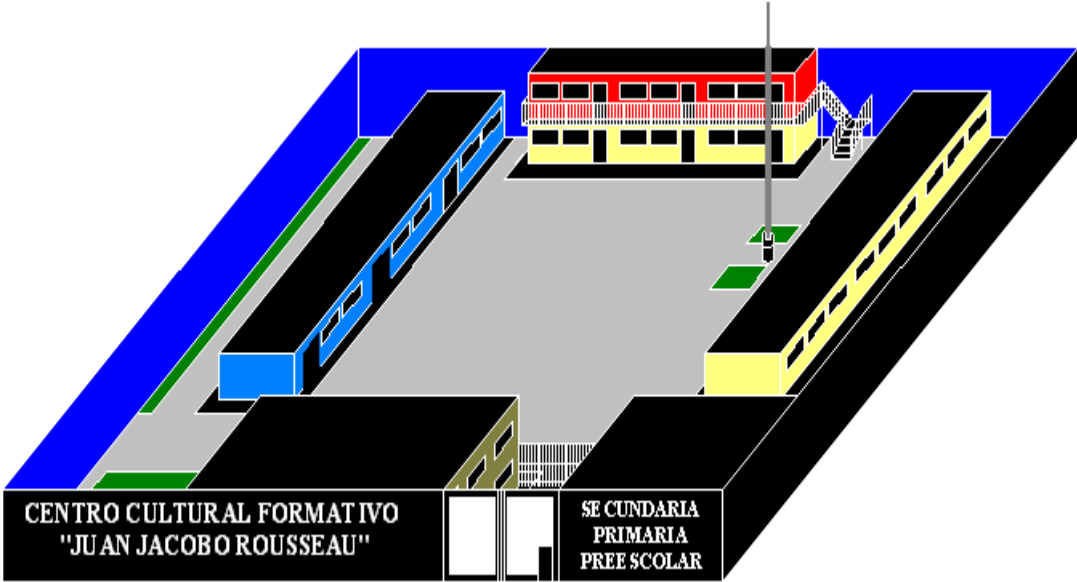 CENTRO CULTURAL FORMATIVO
"JUAN JACOBO ROUSSEAU"
SECUNDARIA
PRIMARIA
PREESCOLAR